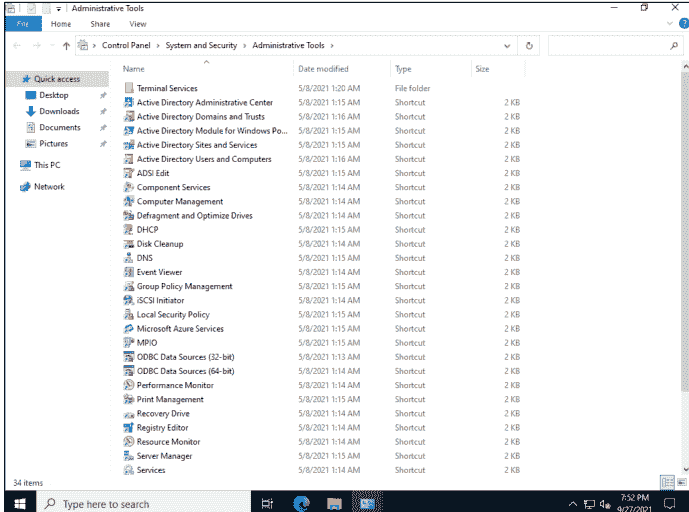 Administrative Tools
File Home Share View
Control Panel > System and Security > Administrative Tools >
Name Date modified Type Size
Quick access
Desktop
Downloads
Documents
Pictures
This PC
Network
Terminal Services 5/8/2021 1:20 AM File folder
Active Directory Administrative Center 5/8/2021 1:15 AM Shortcut 2 KB
Active Directory Domains and Trusts 5/8/2021 1:16 AM Shortcut 2 KB
Active Directory Module for Windows Po... 5/8/2021 1:15 AM Shortcut 2 KB
Active Directory Sites and Services 5/8/2021 1:15 AM Shortcut 2 KB
Active Directory Users and Computers 5/8/2021 1:16 AM Shortcut 2 KB
ADSI Edit 5/8/2021 1:15 AM Shortcut 2 KB
Component Services 5/8/2021 1:14 AM Shortcut 2 KB
Computer Management 5/8/2021 1:14 AM Shortcut 2 KB
Defragment and Optimize Drives 5/8/2021 1:14 AM Shortcut 2 KB
DHCP 5/8/2021 1:15 AM Shortcut 2 KB
Disk Cleanup 5/8/2021 1:14 AM Shortcut 2 KB
DNS 5/8/2021 1:15 AM Shortcut 2 KB
Event Viewer 5/8/2021 1:14 AM Shortcut 2 KB
Group Policy Management 5/8/2021 1:15 AM Shortcut 2 KB
iSCSI Initiator 5/8/2021 1:14 AM Shortcut 2 KB
Local Security Policy 5/8/2021 1:15 AM Shortcut 2 KB
Microsoft Azure Services 5/8/2021 1:15 AM Shortcut 2 KB
MPIO 5/8/2021 1:15 AM Shortcut 2 KB
ODBC Data Sources (32-bit) 5/8/2021 1:13 AM Shortcut 2 KB
ODBC Data Sources (64-bit) 5/8/2021 1:14 AM Shortcut 2 KB
Performance Monitor 5/8/2021 1:14 AM Shortcut 2 KB
Print Management 5/8/2021 1:15 AM Shortcut 2 KB
Recovery Drive 5/8/2021 1:14 AM Shortcut 2 KB
Registry Editor 5/8/2021 1:14 AM Shortcut 2 KB
Resource Monitor 5/8/2021 1:14 AM Shortcut 2 KB
Server Manager 5/8/2021 1:15 AM Shortcut 2 KB
Services 5/8/2021 1:14 AM Shortcut 2 KB
34 items
Type here to search
7:52 PM
9/27/2021